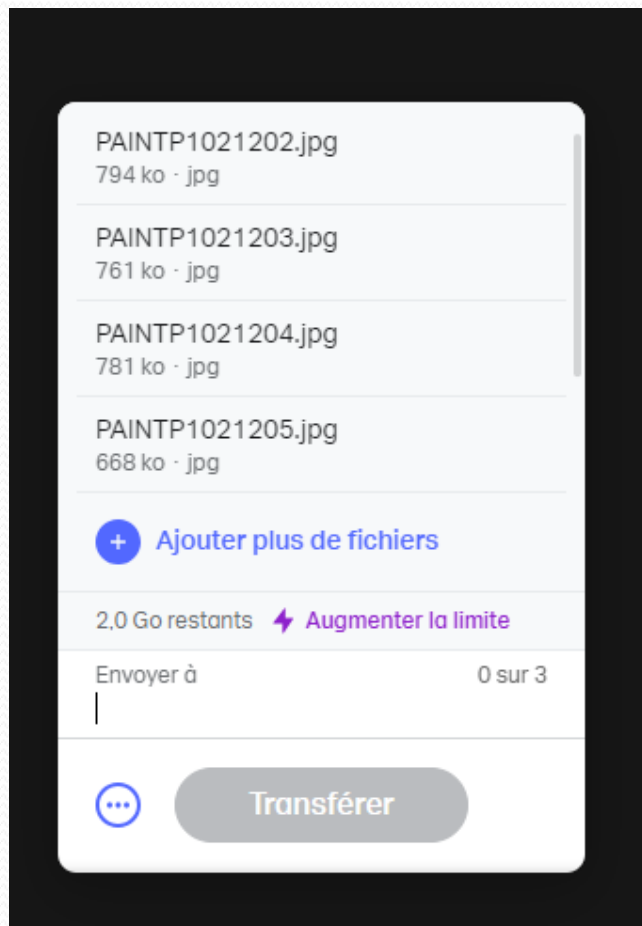 PAINTP1021202.jpg
794 ko · jpg
PAINTP1021203.jpg
761 ko · jpg
PAINTP1021204.jpg
781 ko · jpg
PAINTP1021205.jpg
668 ko · jpg
Ajouter plus de fichiers
2,0 Go restants Augmenter la limite
Envoyer à 0 sur 3
Transférer